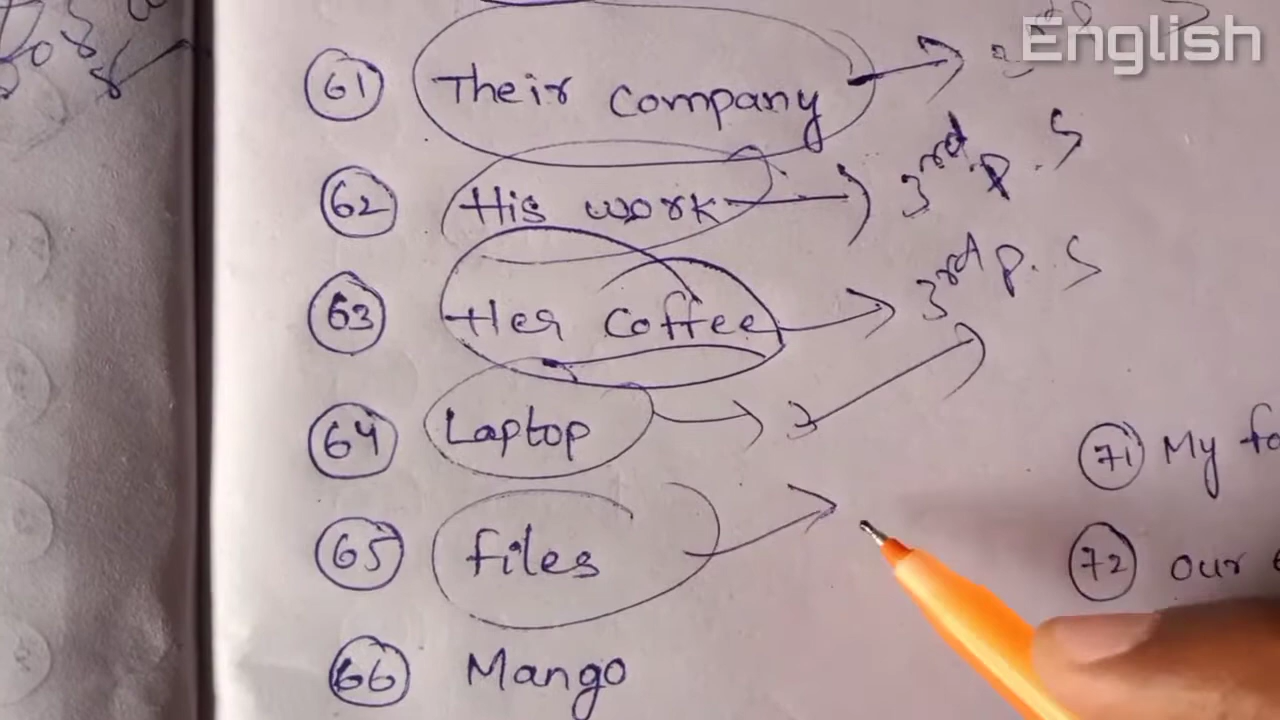 English
61 Their company
62 His work 3rd p. S
63 Her coffee 3rd p. S
64 Laptop 3
65 files
66 Mango
71 My
72 our